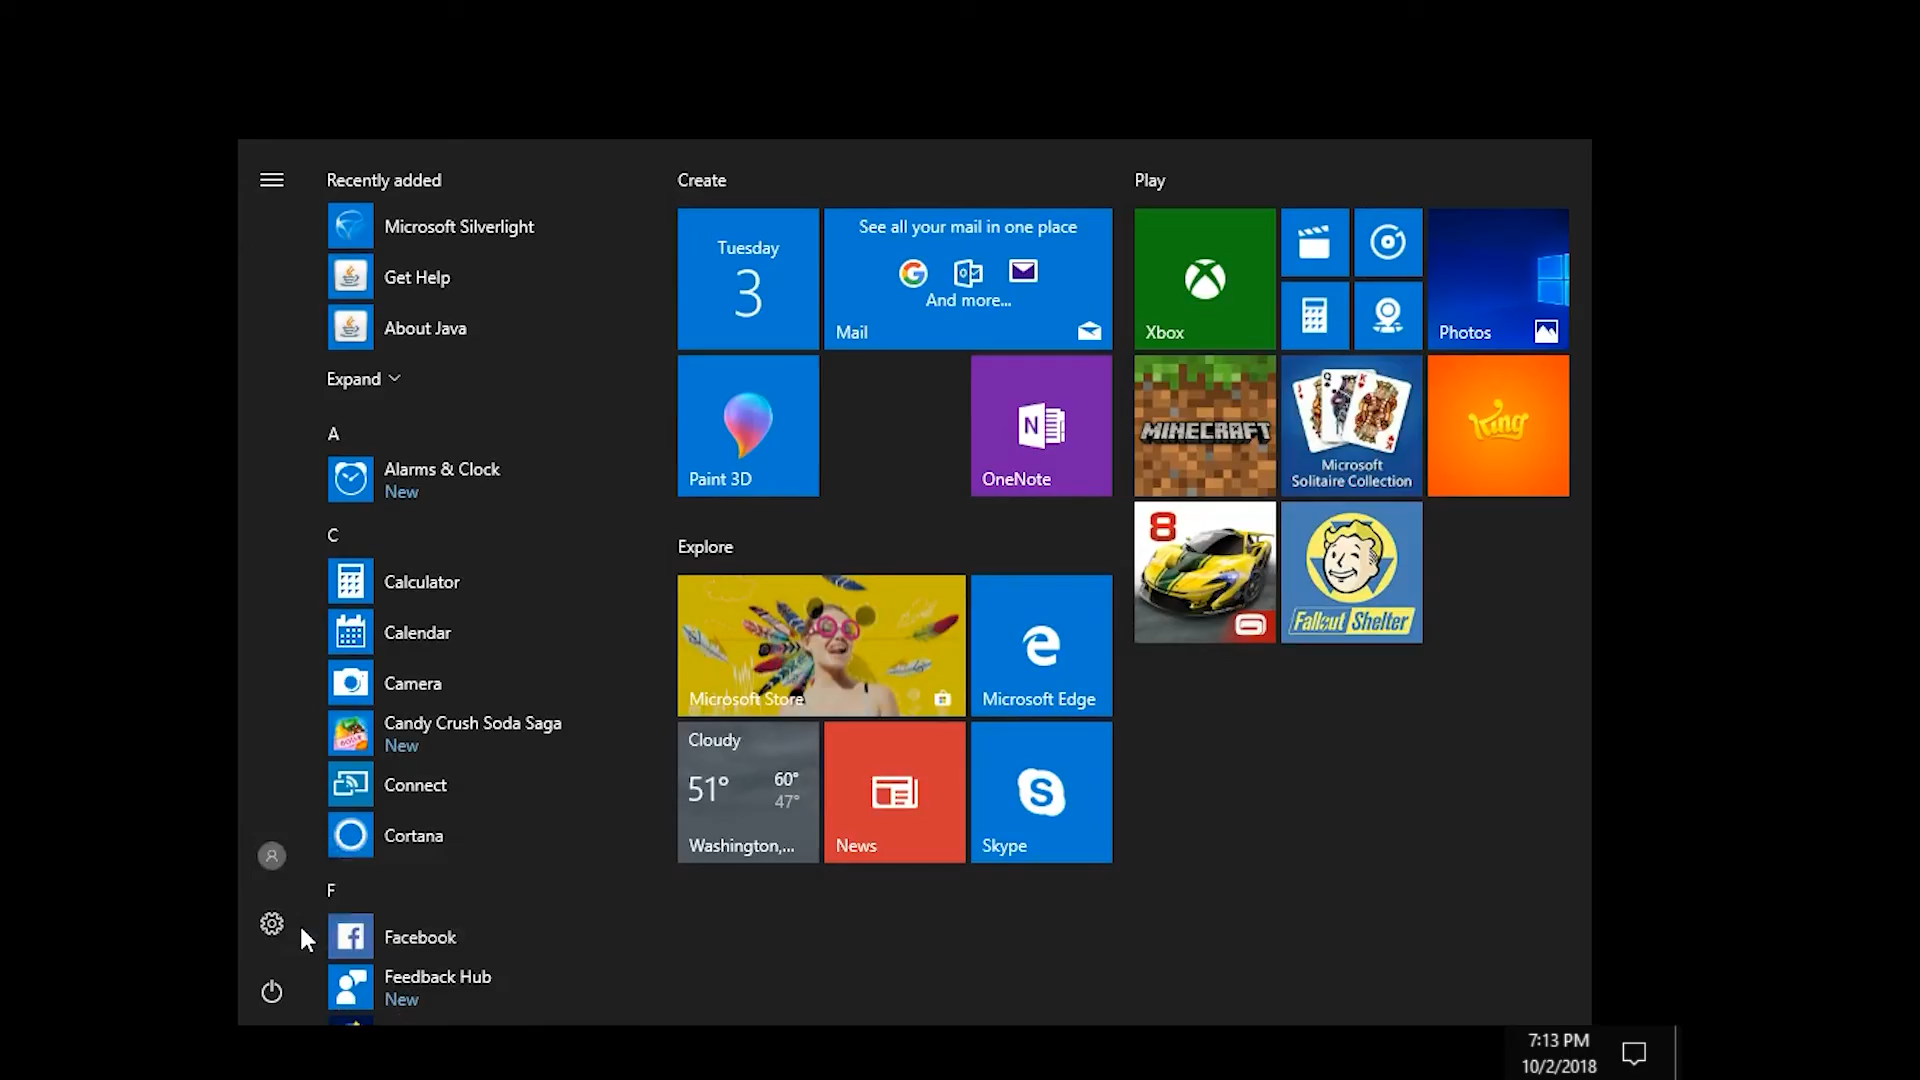 Recently added
Microsoft Silverlight
Get Help
About Java
Expand
A
Alarms & Clock
New
C
Calculator
Calendar
Camera
Candy Crush Soda Saga
New
Connect
Cortana
F
Facebook
Feedback Hub
New
Create
Tuesday
3
See all your mail in one place
And more...
Mail
Paint 3D
OneNote
Explore
Microsoft Store
Microsoft Edge
Cloudy
51°
60°
47°
Washington,...
News
Skype
Play
Xbox
Photos
MINECRAFT
Microsoft
Solitaire Collection
King
8
Fallout Shelter
7:13 PM
10/2/2018